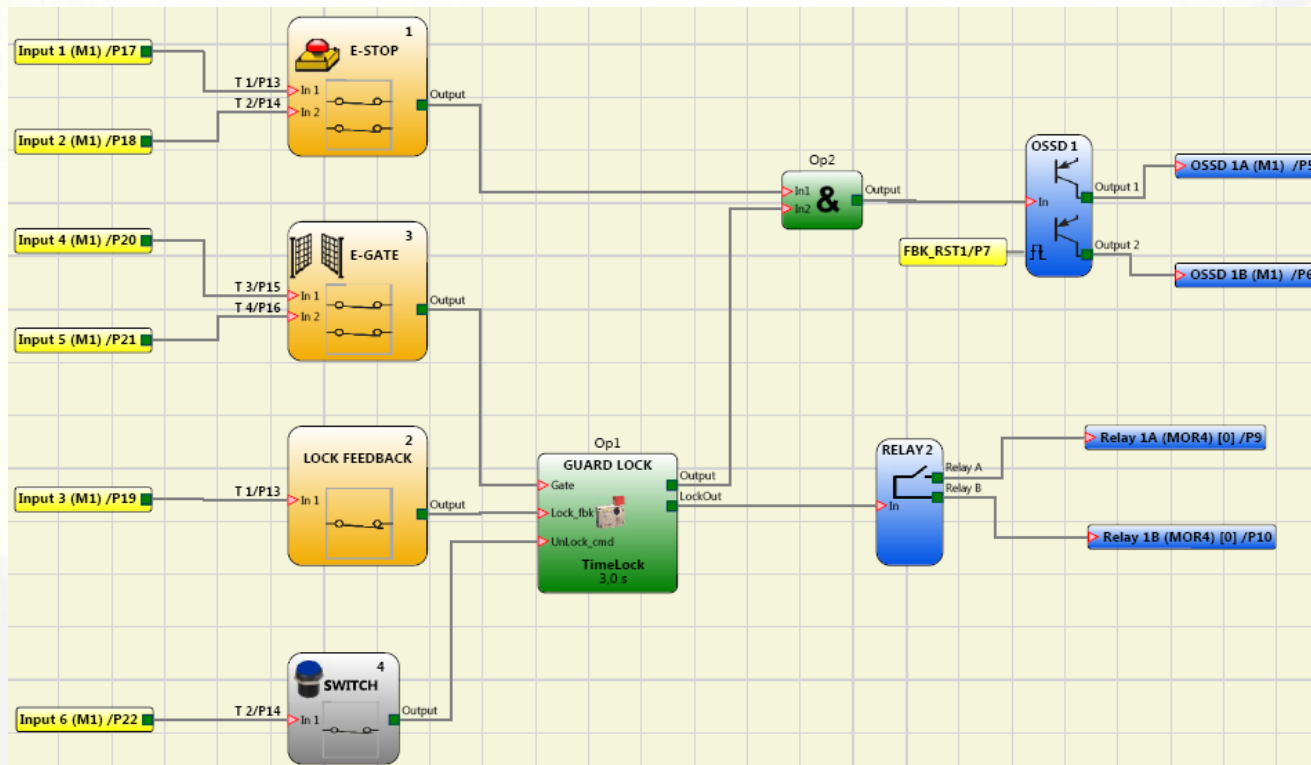 Input 1 (M1) /P17
Input 2 (M1) /P18
T 1/P13
T 2/P14
1
E-STOP
In 1
In 2
Output
Input 4 (M1) /P20
Input 5 (M1) /P21
T 3/P15
T 4/P16
3
E-GATE
In 1
In 2
Output
Input 3 (M1) /P19
T 1/P13
2
LOCK FEEDBACK
In 1
Output
Input 6 (M1) /P22
T 2/P14
4
SWITCH
In 1
Output
Op1
GUARD LOCK
Gate
Lock_fbk
UnLock_cmd
TimeLock
3,0 s
Output
LockOut
Op2
In1
In2
&
Output
FBK_RST1/P7
OSSD 1
In
Output 1
Output 2
OSSD 1A (M1) /P5
OSSD 1B (M1) /P6
RELAY 2
In
Relay A
Relay B
Relay 1A (MOR4) [0] /P9
Relay 1B (MOR4) [0] /P10